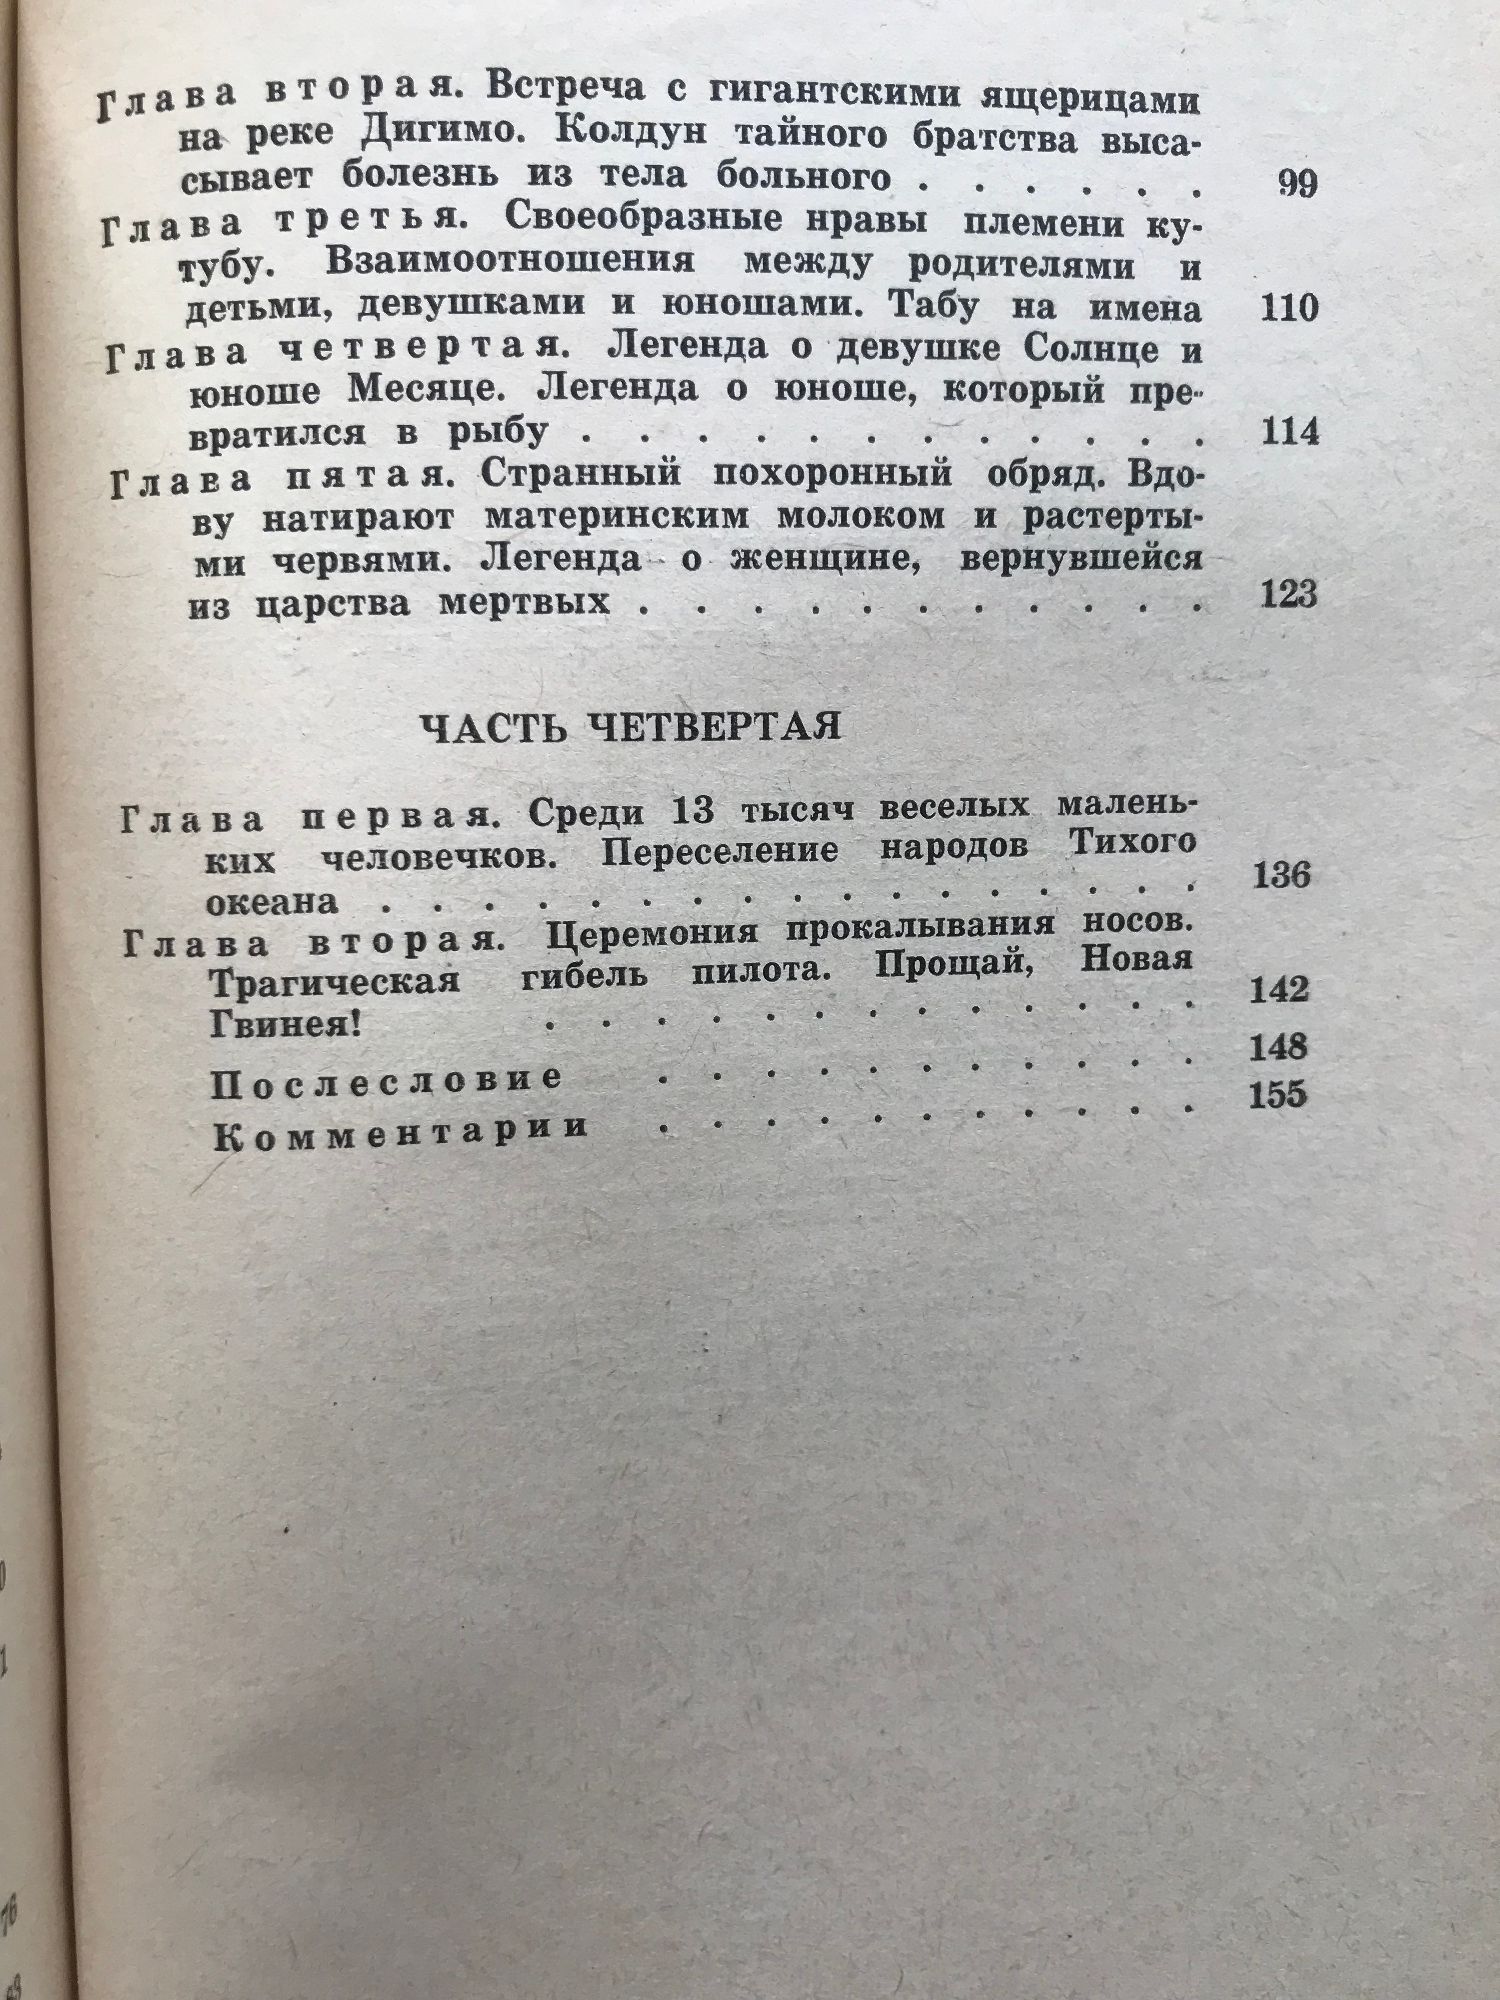 Глава вторая. Встреча с гигантскими ящерицами
на реке Дигимо. Колдун тайного братства выса-
сывает болезнь из тела больного . . . . . . 99
Глава третья. Своеобразные нравы племени ку-
тубу. Взаимоотношения между родителями и
детьми, девушками и юношами. Табу на имена 110
Глава четвертая. Легенда о девушке Солнце и
юноше Месяце. Легенда о юноше, который пре-
вратился в рыбу . . . . . . . . . . . . 114
Глава пятая. Странный похоронный обряд. Вдо-
ву натирают материнским молоком и растерты-
ми червями. Легенда о женщине, вернувшейся
из царства мертвых . . . . . . . . . . . 123
ЧАСТЬ ЧЕТВЕРТАЯ
Глава первая. Среди 13 тысяч веселых малень-
ких человечков. Переселение народов Тихого
океана . . . . . . . . . . . . . . . . 136
Глава вторая. Церемония прокалывания носов.
Трагическая гибель пилота. Прощай, Новая
Гвинея! . . . . . . . . . . . . . 142
Послесловие . . . . . . . . . . . 148
Комментарии . . . . . . . . . . . 155